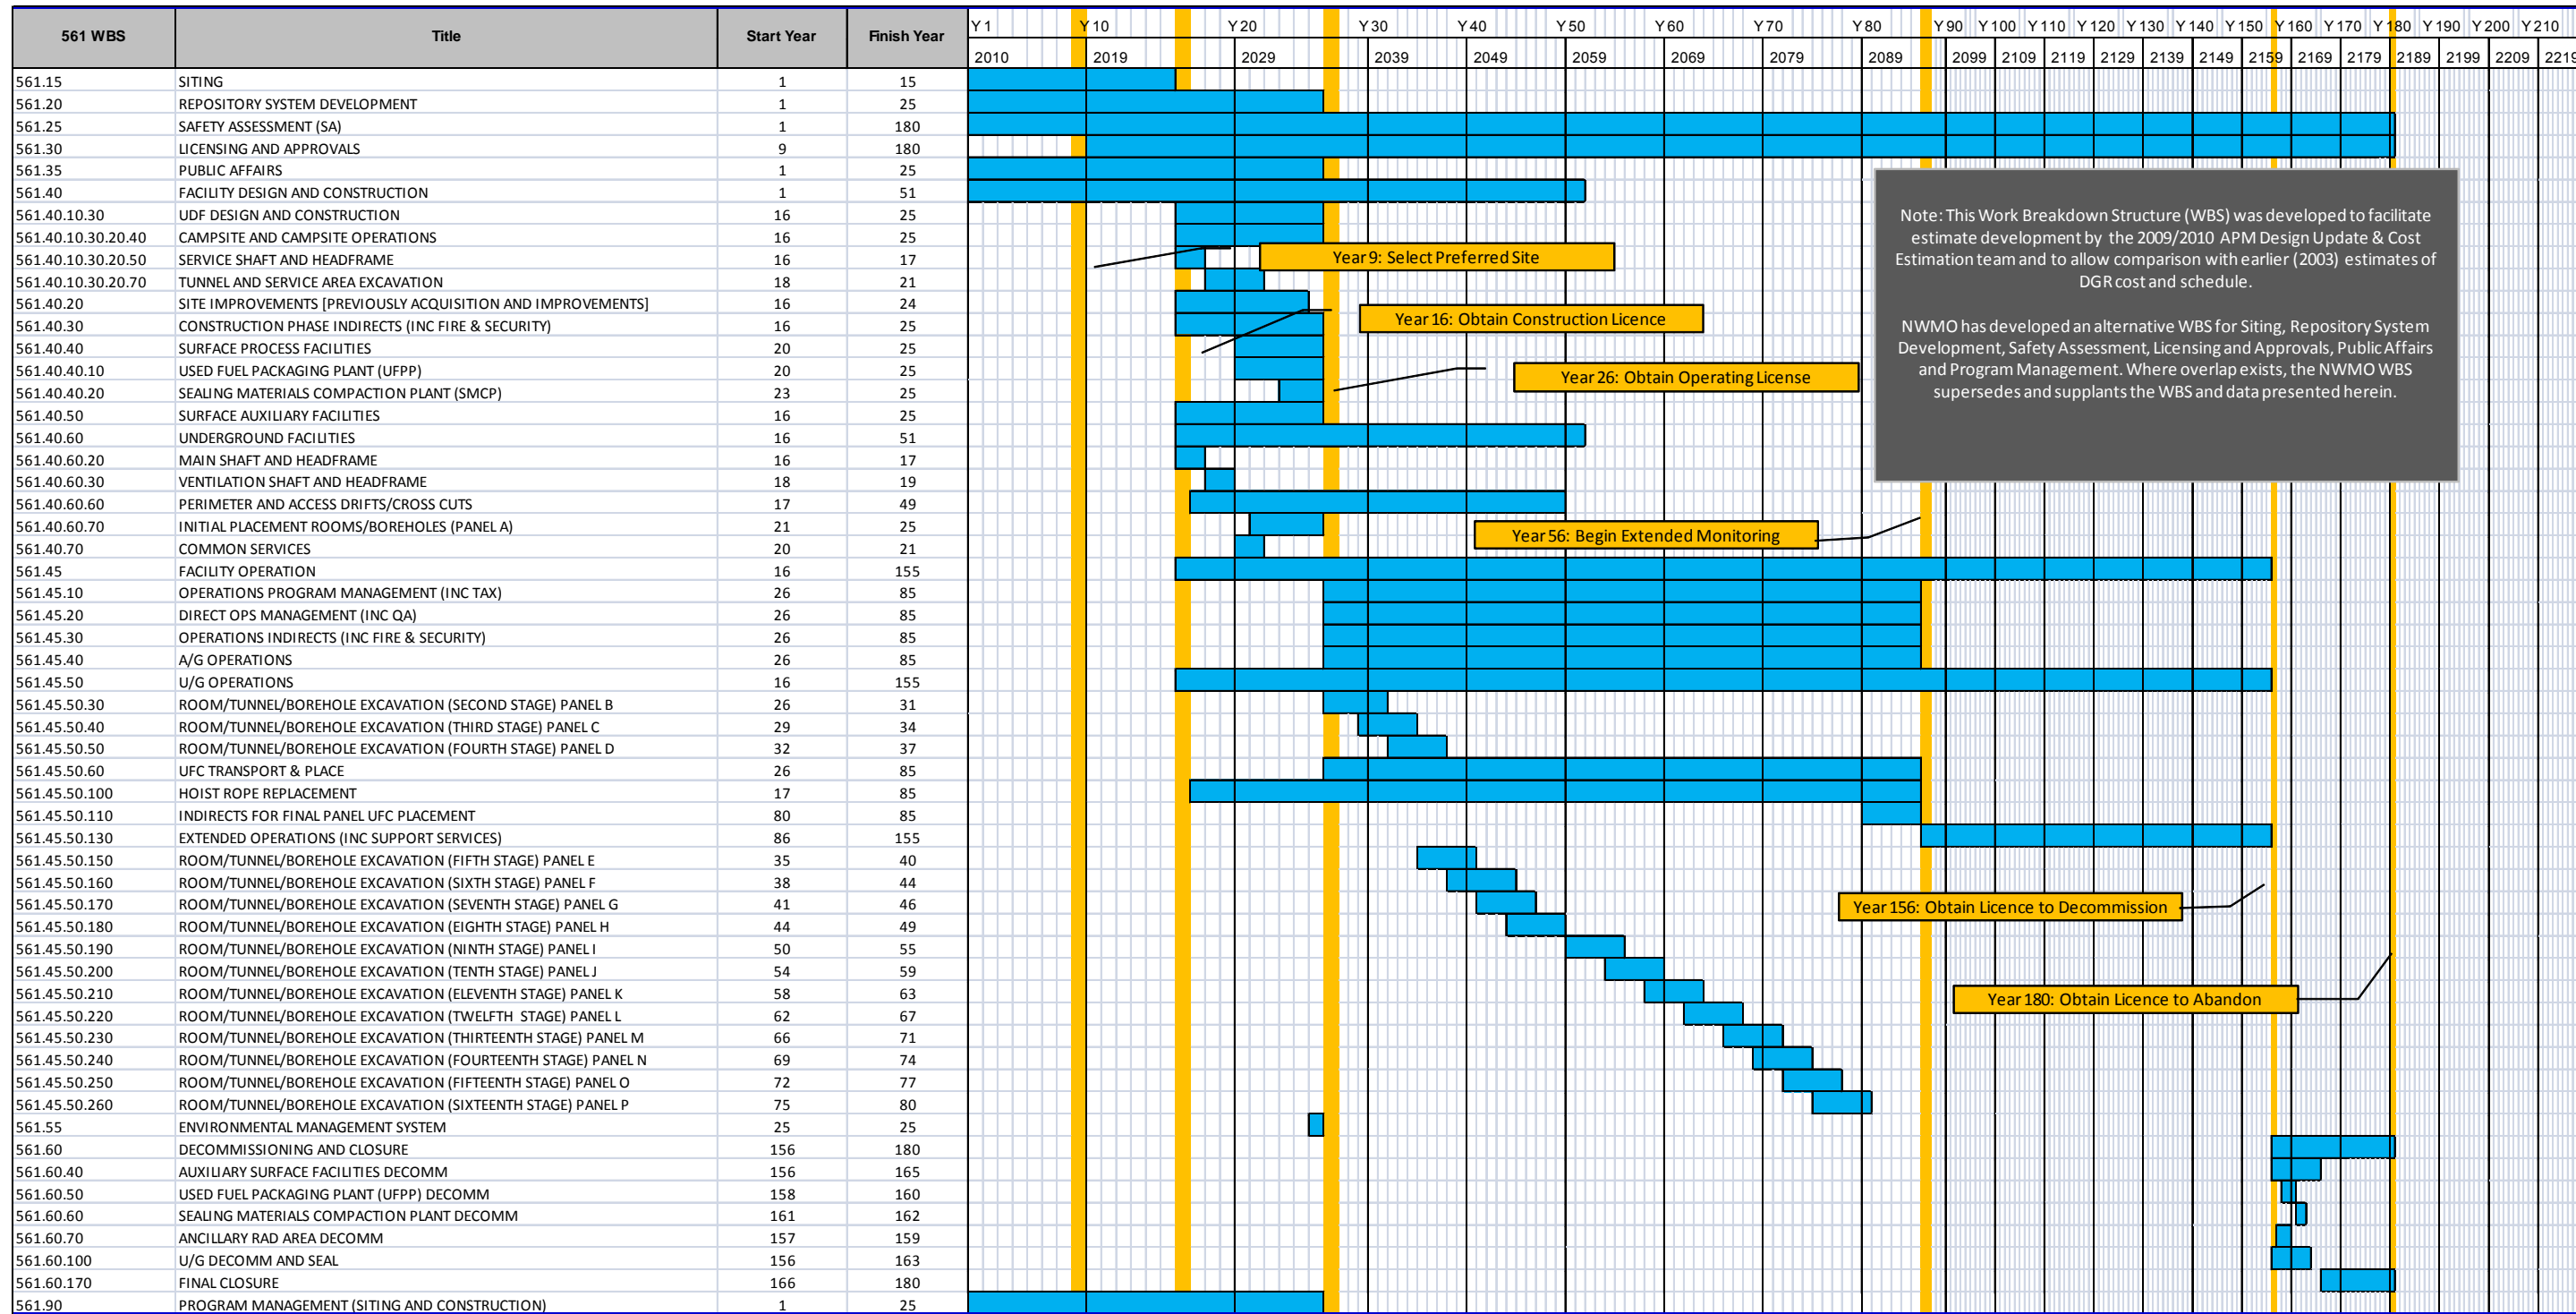 561 WBS Title Start Year Finish Year Y 1 Y 10 Y 20 Y 30 Y 40 Y 50 Y 60 Y 70 Y 80 Y 90 Y 100 Y 110 Y 120 Y 130 Y 140 Y 150 Y 160 Y 170 Y 180 Y 190 Y 200 Y 210
2010 2019 2029 2039 2049 2059 2069 2079 2089 2099 2109 2119 2129 2139 2149 2159 2169 2179 2189 2199 2209 2219
561.15 SITING 1 15
561.20 REPOSITORY SYSTEM DEVELOPMENT 1 25
561.25 SAFETY ASSESSMENT (SA) 1 180
561.30 LICENSING AND APPROVALS 9 180
561.35 PUBLIC AFFAIRS 1 25
561.40 FACILITY DESIGN AND CONSTRUCTION 1 51
561.40.10.30 UDF DESIGN AND CONSTRUCTION 16 25
561.40.10.30.20.40 CAMPSITE AND CAMPSITE OPERATIONS 16 25
561.40.10.30.20.50 SERVICE SHAFT AND HEADFRAME 16 17
561.40.10.30.20.70 TUNNEL AND SERVICE AREA EXCAVATION 18 21
561.40.20 SITE IMPROVEMENTS [PREVIOUSLY ACQUISITION AND IMPROVEMENTS] 16 24
561.40.30 CONSTRUCTION PHASE INDIRECTS (INC FIRE & SECURITY) 16 25
561.40.40 SURFACE PROCESS FACILITIES 20 25
561.40.40.10 USED FUEL PACKAGING PLANT (UFPP) 20 25
561.40.40.20 SEALING MATERIALS COMPACTION PLANT (SMCP) 23 25
561.40.50 SURFACE AUXILIARY FACILITIES 16 25
561.40.60 UNDERGROUND FACILITIES 16 51
561.40.60.20 MAIN SHAFT AND HEADFRAME 16 17
561.40.60.30 VENTILATION SHAFT AND HEADFRAME 18 19
561.40.60.60 PERIMETER AND ACCESS DRIFTS/CROSS CUTS 17 49
561.40.60.70 INITIAL PLACEMENT ROOMS/BOREHOLES (PANEL A) 21 25
561.40.70 COMMON SERVICES 20 21
561.45 FACILITY OPERATION 16 155
561.45.10 OPERATIONS PROGRAM MANAGEMENT (INC TAX) 26 85
561.45.20 DIRECT OPS MANAGEMENT (INC QA) 26 85
561.45.30 OPERATIONS INDIRECTS (INC FIRE & SECURITY) 26 85
561.45.40 A/G OPERATIONS 26 85
561.45.50 U/G OPERATIONS 16 155
561.45.50.30 ROOM/TUNNEL/BOREHOLE EXCAVATION (SECOND STAGE) PANEL B 26 31
561.45.50.40 ROOM/TUNNEL/BOREHOLE EXCAVATION (THIRD STAGE) PANEL C 29 34
561.45.50.50 ROOM/TUNNEL/BOREHOLE EXCAVATION (FOURTH STAGE) PANEL D 32 37
561.45.50.60 UFC TRANSPORT & PLACE 26 85
561.45.50.100 HOIST ROPE REPLACEMENT 17 85
561.45.50.110 INDIRECTS FOR FINAL PANEL UFC PLACEMENT 80 85
561.45.50.130 EXTENDED OPERATIONS (INC SUPPORT SERVICES) 86 155
561.45.50.150 ROOM/TUNNEL/BOREHOLE EXCAVATION (FIFTH STAGE) PANEL E 35 40
561.45.50.160 ROOM/TUNNEL/BOREHOLE EXCAVATION (SIXTH STAGE) PANEL F 38 44
561.45.50.170 ROOM/TUNNEL/BOREHOLE EXCAVATION (SEVENTH STAGE) PANEL G 41 46
561.45.50.180 ROOM/TUNNEL/BOREHOLE EXCAVATION (EIGHTH STAGE) PANEL H 44 49
561.45.50.190 ROOM/TUNNEL/BOREHOLE EXCAVATION (NINTH STAGE) PANEL I 50 55
561.45.50.200 ROOM/TUNNEL/BOREHOLE EXCAVATION (TENTH STAGE) PANEL J 54 59
561.45.50.210 ROOM/TUNNEL/BOREHOLE EXCAVATION (ELEVENTH STAGE) PANEL K 58 63
561.45.50.220 ROOM/TUNNEL/BOREHOLE EXCAVATION (TWELFTH STAGE) PANEL L 62 67
561.45.50.230 ROOM/TUNNEL/BOREHOLE EXCAVATION (THIRTEENTH STAGE) PANEL M 66 71
561.45.50.240 ROOM/TUNNEL/BOREHOLE EXCAVATION (FOURTEENTH STAGE) PANEL N 69 74
561.45.50.250 ROOM/TUNNEL/BOREHOLE EXCAVATION (FIFTEENTH STAGE) PANEL O 72 77
561.45.50.260 ROOM/TUNNEL/BOREHOLE EXCAVATION (SIXTEENTH STAGE) PANEL P 75 80
561.55 ENVIRONMENTAL MANAGEMENT SYSTEM 25 25
561.60 DECOMMISSIONING AND CLOSURE 156 180
561.60.40 AUXILIARY SURFACE FACILITIES DECOMM 156 165
561.60.50 USED FUEL PACKAGING PLANT (UFPP) DECOMM 158 160
561.60.60 SEALING MATERIALS COMPACTION PLANT DECOMM 161 162
561.60.70 ANCILLARY RAD AREA DECOMM 157 159
561.60.100 U/G DECOMM AND SEAL 156 163
561.60.170 FINAL CLOSURE 166 180
561.90 PROGRAM MANAGEMENT (SITING AND CONSTRUCTION) 1 25
Year 9: Select Preferred Site
Year 16: Obtain Construction Licence
Year 26: Obtain Operating License
Year 56: Begin Extended Monitoring
Year 156: Obtain Licence to Decommission
Year 180: Obtain Licence to Abandon
Note: This Work Breakdown Structure (WBS) was developed to facilitate
estimate development by the 2009/2010 APM Design Update & Cost
Estimation team and to allow comparison with earlier (2003) estimates of
DGR cost and schedule.
NWMO has developed an alternative WBS for Siting, Repository System
Development, Safety Assessment, Licensing and Approvals, Public Affairs
and Program Management. Where overlap exists, the NWMO WBS
supersedes and supplants the WBS and data presented herein.